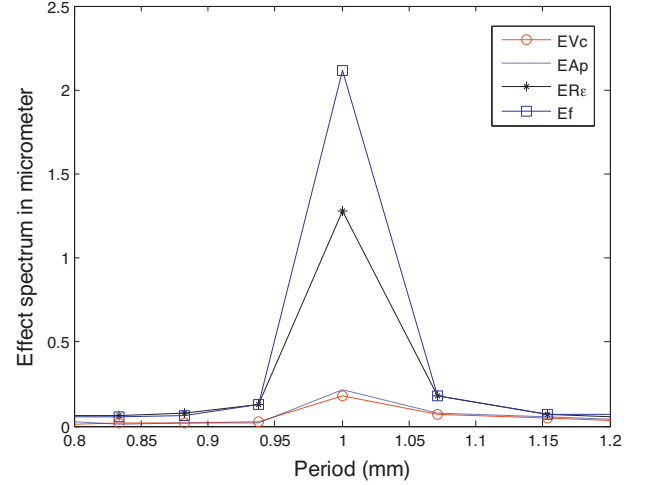 2.5
2
1.5
1
0.5
0
Effect spectrum in micrometer
EVc
EAp
ERε
Ef
0.8 0.85 0.9 0.95 1 1.05 1.1 1.15 1.2
Period (mm)